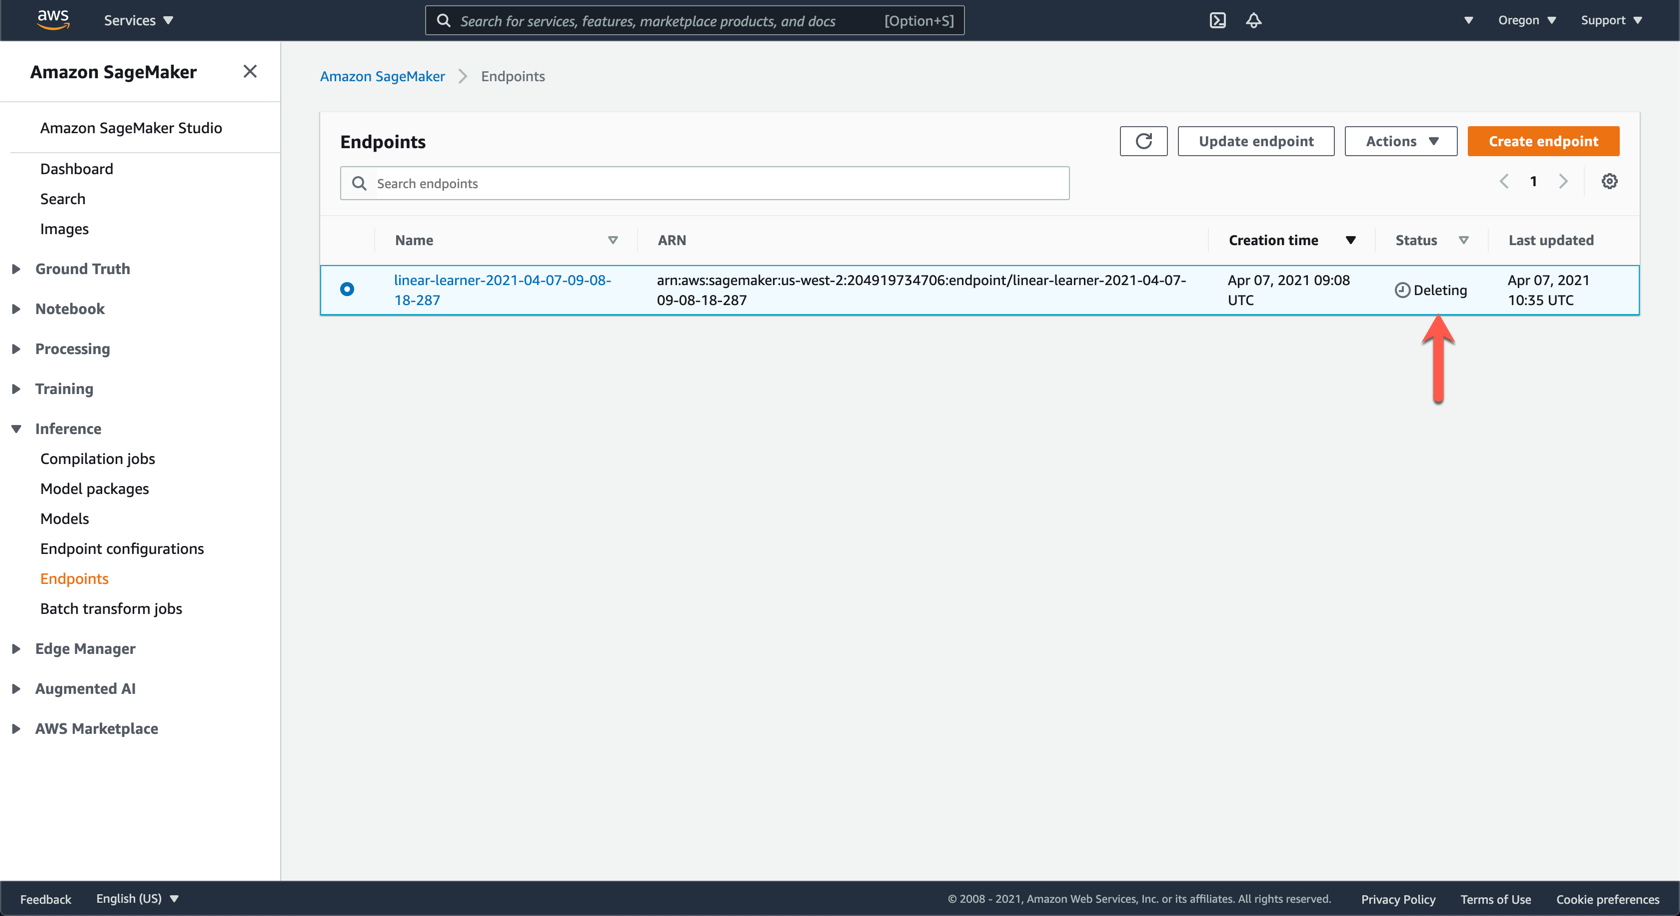 aws
Services
Search for services, features, marketplace products, and docs [Option+S]
Oregon
Support
Amazon SageMaker
Amazon SageMaker Studio
Dashboard
Search
Images
Ground Truth
Notebook
Processing
Training
Inference
Compilation jobs
Model packages
Models
Endpoint configurations
Endpoints
Batch transform jobs
Edge Manager
Augmented AI
AWS Marketplace
Amazon SageMaker
Endpoints
Endpoints
Update endpoint
Actions
Create endpoint
Search endpoints
1
Name
ARN
Creation time
Status
Last updated
linear-learner-2021-04-07-09-08-
18-287
arn:aws:sagemaker:us-west-2:204919734706:endpoint/linear-learner-2021-04-07-
09-08-18-287
Apr 07, 2021 09:08
UTC
Deleting
Apr 07, 2021
10:35 UTC
Feedback
English (US)
© 2008 - 2021, Amazon Web Services, Inc. or its affiliates. All rights reserved.
Privacy Policy
Terms of Use
Cookie preferences